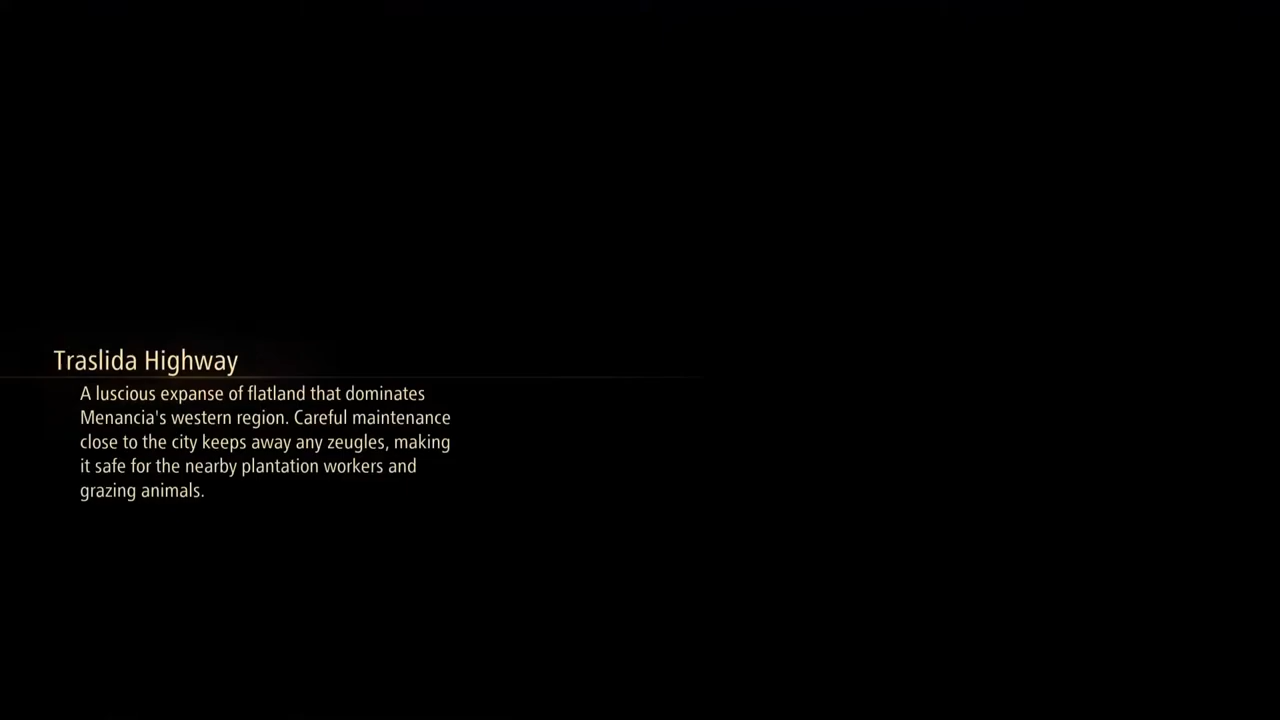 Traslida Highway
A luscious expanse of flatland that dominates
Menancia's western region. Careful maintenance
close to the city keeps away any zeugles, making
it safe for the nearby plantation workers and
grazing animals.